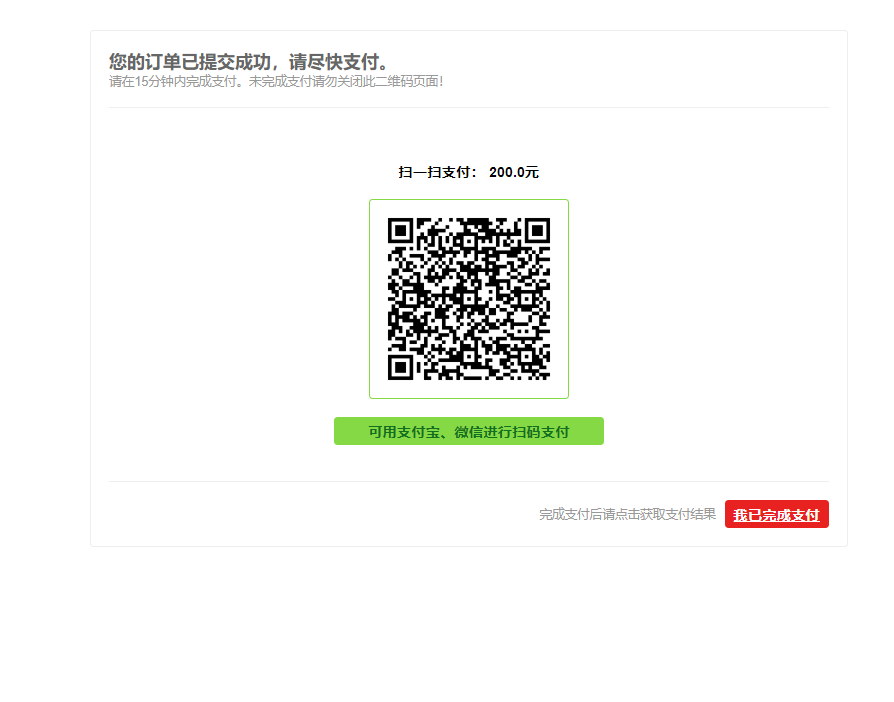 您的订单已提交成功，请尽快支付。
请在15分钟内完成支付。未完成支付请勿关闭此二维码页面！
扫一扫支付： 200.0元
可用支付宝、微信进行扫码支付
完成支付后请点击获取支付结果 我已完成支付